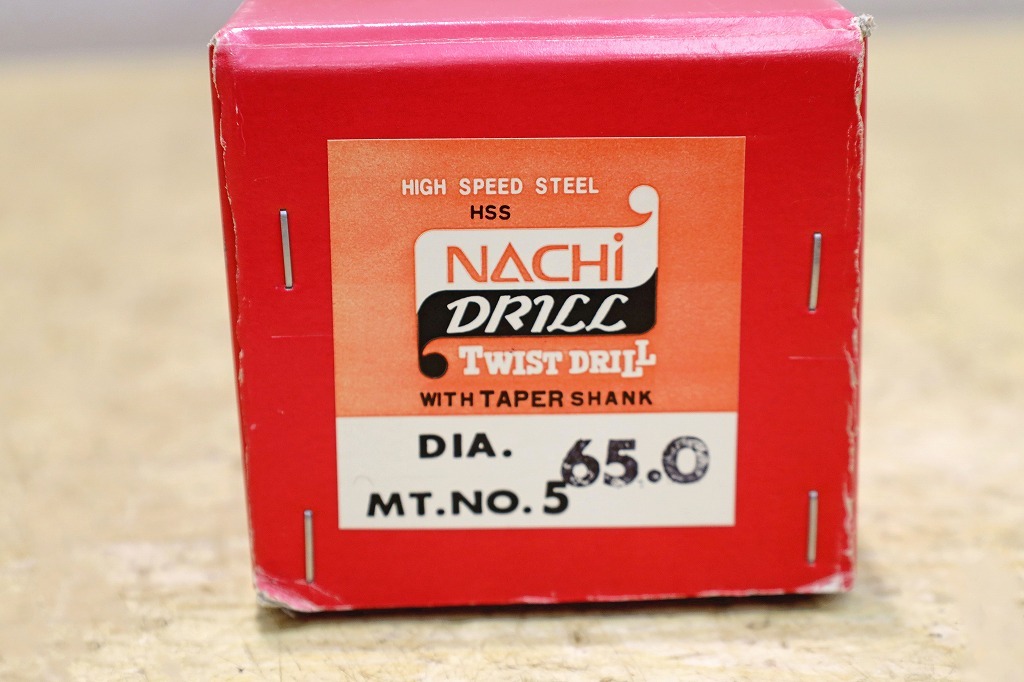 HIGH SPEED STEEL
HSS
NACHi
DRILL
TWIST DRILL
WITH TAPER SHANK
DIA. 65.0
MT.NO. 5